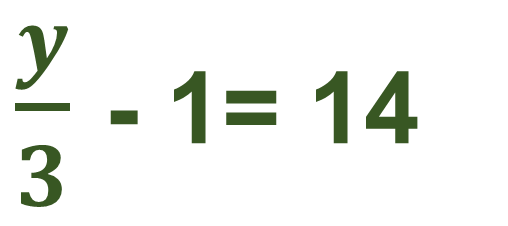 y/3 - 1= 14